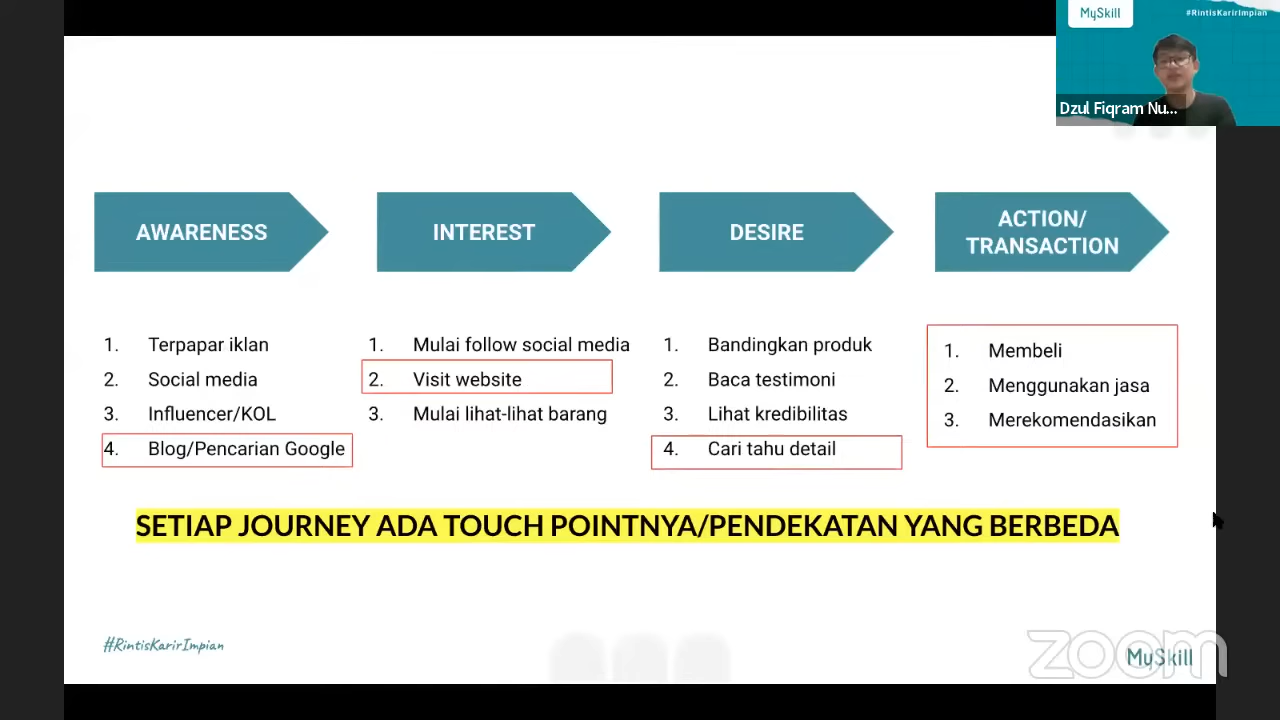 MySkill
#RintisKarirImpian
Dzul Fiqram Nu...
AWARENESS
INTEREST
DESIRE
ACTION/
TRANSACTION
1. Terpapar iklan
2. Social media
3. Influencer/KOL
4. Blog/Pencarian Google
1. Mulai follow social media
2. Visit website
3. Mulai lihat-lihat barang
1. Bandingkan produk
2. Baca testimoni
3. Lihat kredibilitas
4. Cari tahu detail
1. Membeli
2. Menggunakan jasa
3. Merekomendasikan
SETIAP JOURNEY ADA TOUCH POINTNYA/PENDEKATAN YANG BERBEDA
#RintisKarirImpian
zoom
MySkill